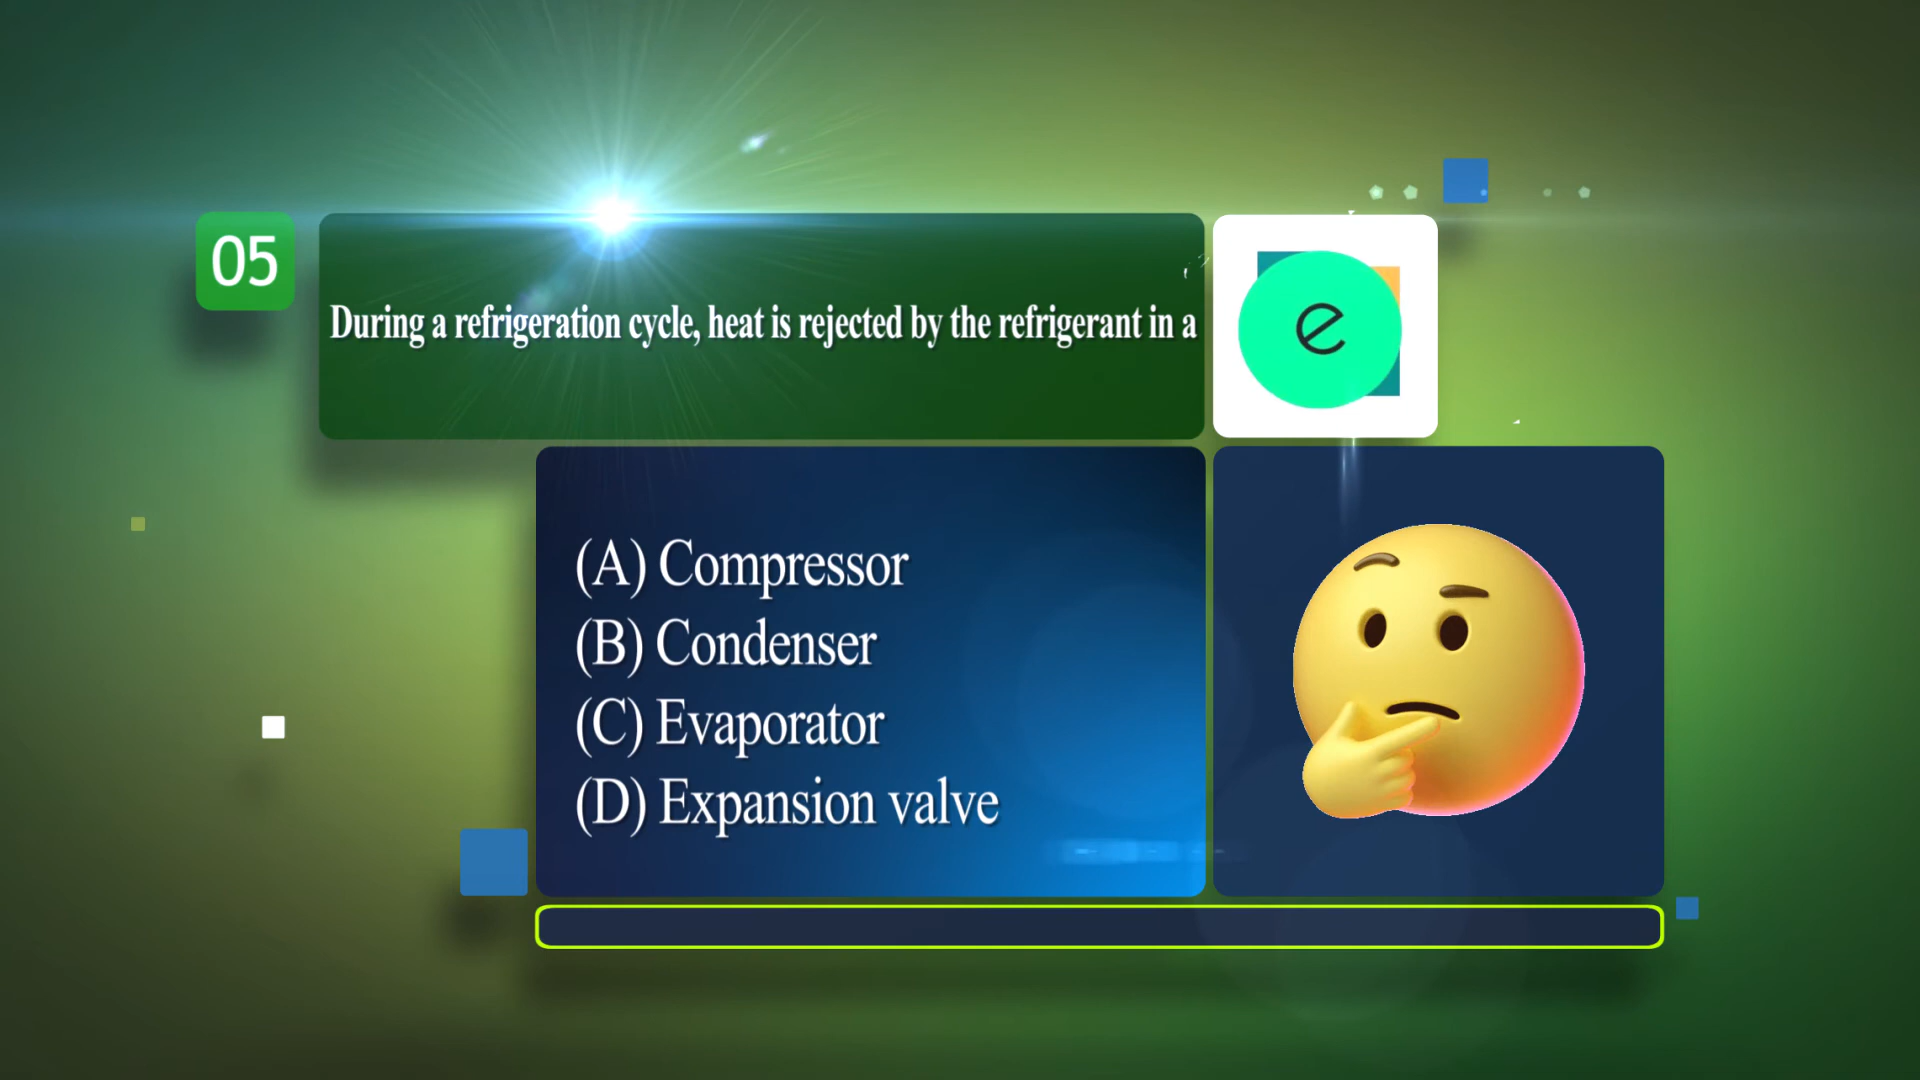 05
During a refrigeration cycle, heat is rejected by the refrigerant in a
e
(A) Compressor
(B) Condenser
(C) Evaporator
(D) Expansion valve